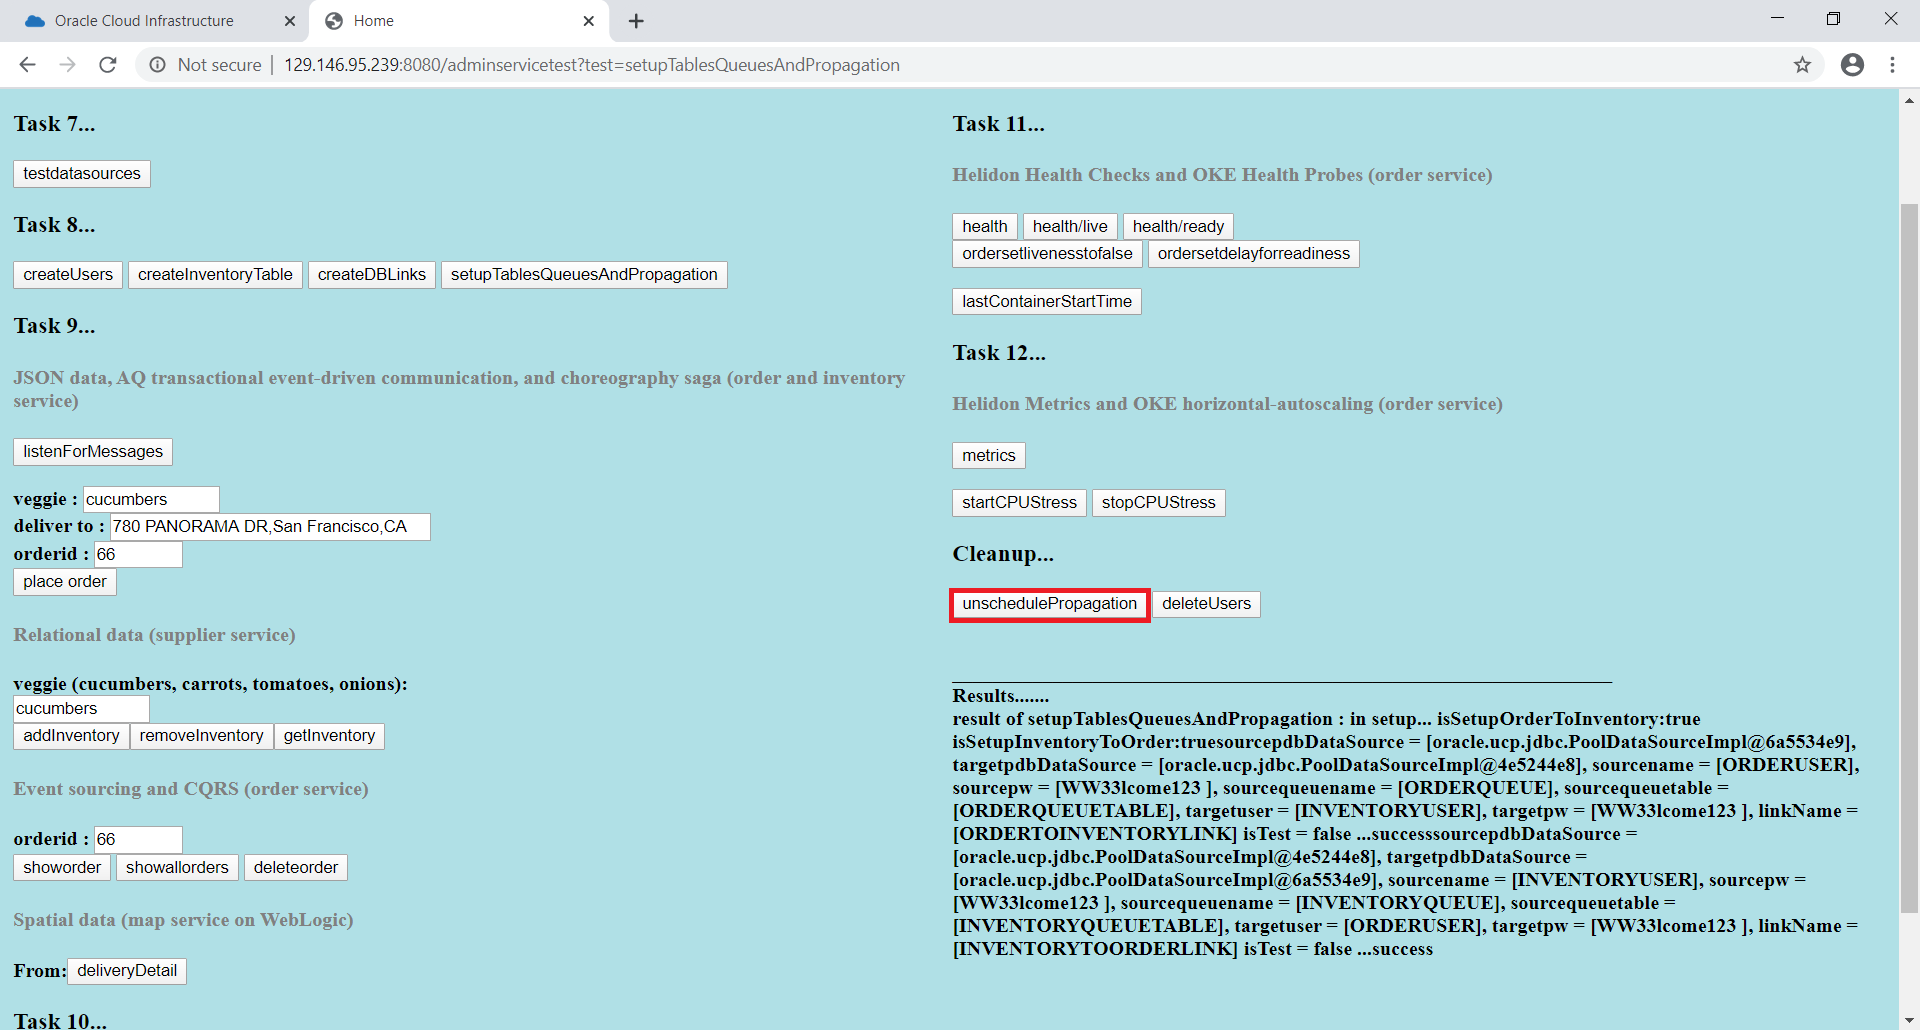 Oracle Cloud Infrastructure
Home
Not secure
129.146.95.239:8080/adminservicetest?test=setupTablesQueuesAndPropagation
Task 7...
testdatasources
Task 8...
createUsers createInventoryTable createDBLinks setupTablesQueuesAndPropagation
Task 9...
JSON data, AQ transactional event-driven communication, and choreography saga (order and inventory
service)
listenForMessages
veggie : cucumbers
deliver to : 780 PANORAMA DR,San Francisco,CA
orderid : 66
place order
Relational data (supplier service)
veggie (cucumbers, carrots, tomatoes, onions):
cucumbers
addInventory removeInventory getInventory
Event sourcing and CQRS (order service)
orderid : 66
showorder showallorders deleteorder
Spatial data (map service on WebLogic)
From: deliveryDetail
Task 10...
Task 11...
Helidon Health Checks and OKE Health Probes (order service)
health health/live health/ready
ordersetlivenesstofalse ordersetdelayforreadiness
lastContainerStartTime
Task 12...
Helidon Metrics and OKE horizontal-autoscaling (order service)
metrics
startCPUStress stopCPUStress
Cleanup...
unschedulePropagation deleteUsers
Results.......
result of setupTablesQueuesAndPropagation : in setup... isSetupOrderToInventory:true
isSetupInventoryToOrder:truesourcepdbDataSource = [oracle.ucp.jdbc.PoolDataSourceImpl@6a5534e9],
targetpdbDataSource = [oracle.ucp.jdbc.PoolDataSourceImpl@4e5244e8], sourcename = [ORDERUSER],
sourcepw = [WW33lcome123 ], sourcequeuename = [ORDERQUEUE], sourcequeuetable =
[ORDERQUEUETABLE], targetuser = [INVENTORYUSER], targetpw = [WW33lcome123 ], linkName =
[ORDERTOINVENTORYLINK] isTest = false ...successsourcepdbDataSource =
[oracle.ucp.jdbc.PoolDataSourceImpl@4e5244e8], targetpdbDataSource =
[oracle.ucp.jdbc.PoolDataSourceImpl@6a5534e9], sourcename = [INVENTORYUSER], sourcepw =
[WW33lcome123 ], sourcequeuename = [INVENTORYQUEUE], sourcequeuetable =
[INVENTORYQUEUETABLE], targetuser = [ORDERUSER], targetpw = [WW33lcome123 ], linkName =
[INVENTORYTOORDERLINK] isTest = false ...success